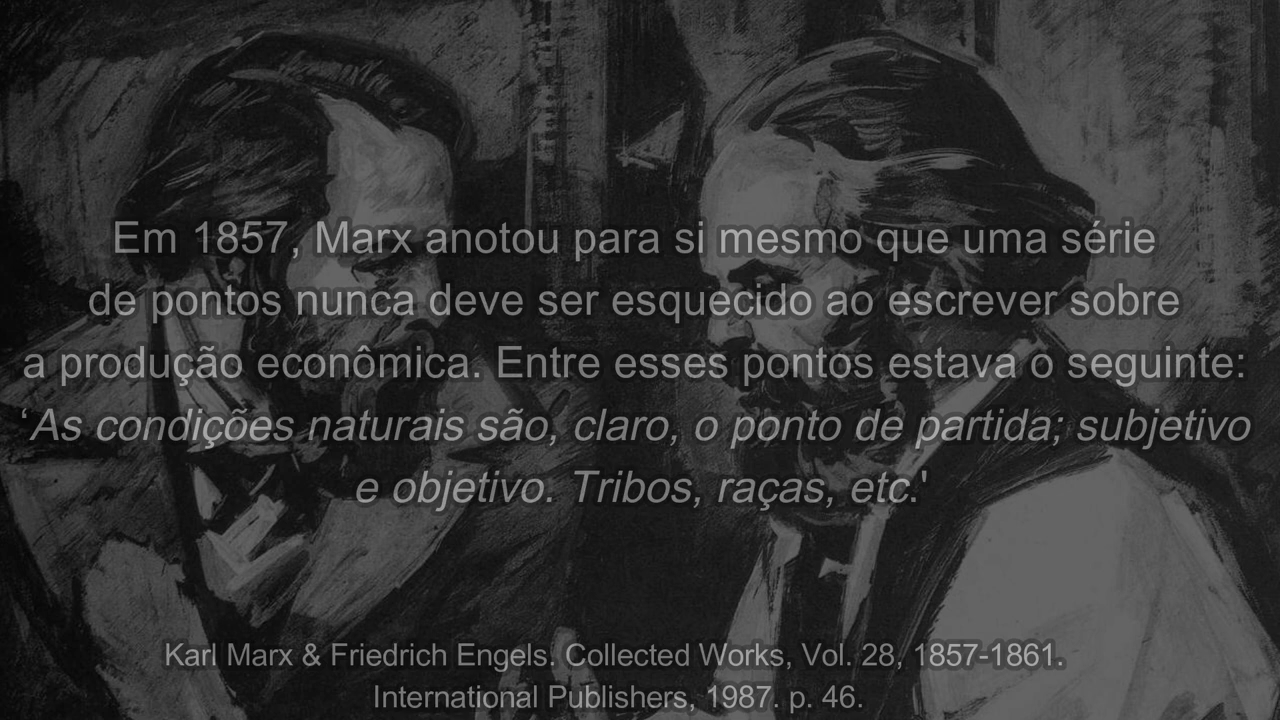 Em 1857, Marx anotou para si mesmo que uma série
de pontos nunca deve ser esquecido ao escrever sobre
a produção econômica. Entre esses pontos estava o seguinte:
‘As condições naturais são, claro, o ponto de partida; subjetivo
e objetivo. Tribos, raças, etc.'
Karl Marx & Friedrich Engels. Collected Works, Vol. 28, 1857-1861.
International Publishers, 1987. p. 46.